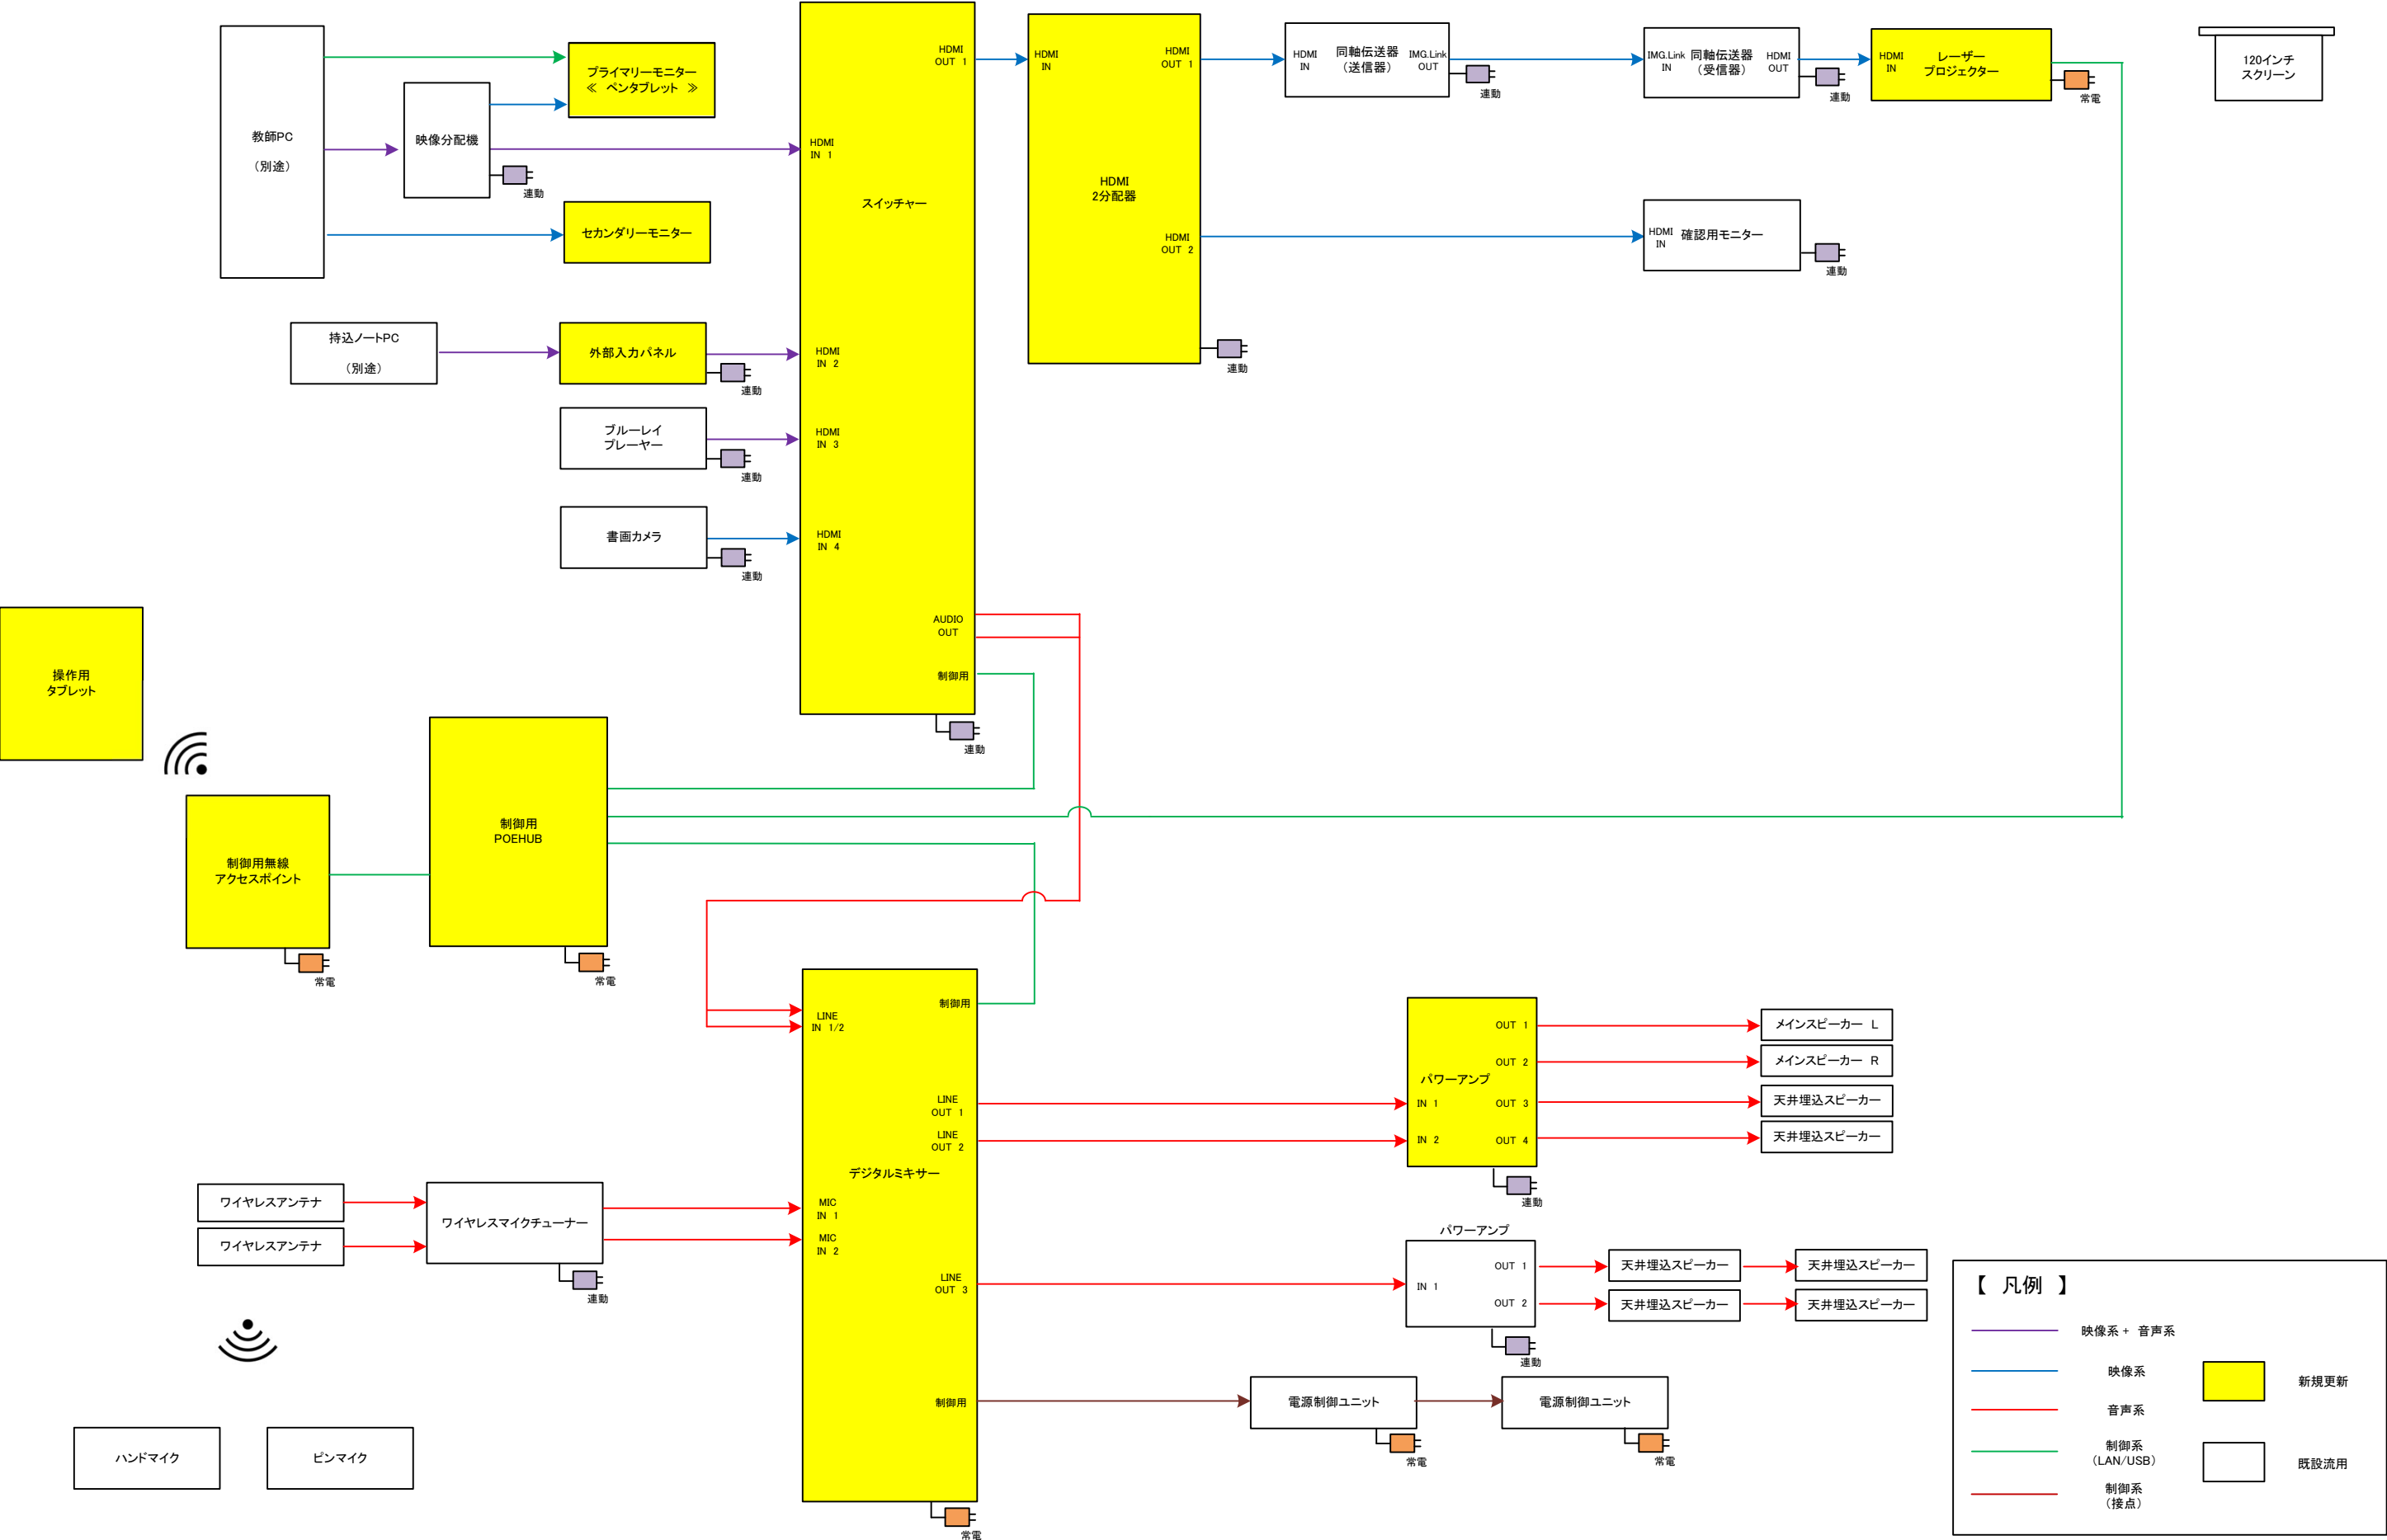 教師PC
（別途）
プライマリーモニター
≪ ペンタブレット ≫
映像分配機
連動
セカンダリーモニター
持込ノートPC
（別途）
外部入力パネル
連動
ブルーレイ
プレーヤー
連動
書画カメラ
連動
HDMI
OUT 1
HDMI
IN 1
スイッチャー
HDMI
IN 2
HDMI
IN 3
HDMI
IN 4
AUDIO
OUT
制御用
連動
HDMI
IN
HDMI
OUT 1
HDMI
2分配器
HDMI
OUT 2
連動
HDMI
IN
同軸伝送器
（送信器）
IMG.Link
OUT
連動
IMG.Link
IN
同軸伝送器
（受信器）
HDMI
OUT
連動
HDMI
IN
レーザー
プロジェクター
常電
120インチ
スクリーン
HDMI
IN
確認用モニター
連動
操作用
タブレット
制御用無線
アクセスポイント
常電
制御用
POEHUB
常電
制御用
LINE
IN 1/2
LINE
OUT 1
LINE
OUT 2
デジタルミキサー
MIC
IN 1
MIC
IN 2
LINE
OUT 3
制御用
常電
ワイヤレスアンテナ
ワイヤレスアンテナ
ワイヤレスマイクチューナー
連動
ハンドマイク
ピンマイク
OUT 1
OUT 2
パワーアンプ
IN 1
OUT 3
IN 2
OUT 4
連動
メインスピーカー L
メインスピーカー R
天井埋込スピーカー
天井埋込スピーカー
パワーアンプ
OUT 1
IN 1
OUT 2
連動
天井埋込スピーカー
天井埋込スピーカー
天井埋込スピーカー
天井埋込スピーカー
電源制御ユニット
常電
電源制御ユニット
常電
【 凡例 】
映像系 + 音声系
映像系
音声系
制御系
（LAN/USB）
制御系
（接点）
新規更新
既設流用